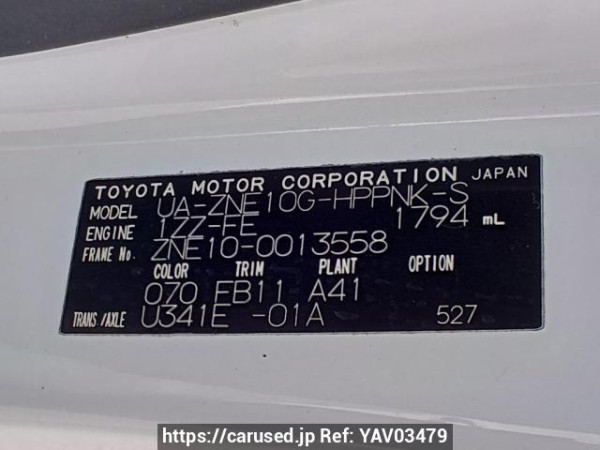 TOYOTA MOTOR CORPORATION JAPAN
MODEL UA-ZNE10G-HPPNK-S
ENGINE 1ZZ-FE 1794 mL
FRAME No. ZNE10-0013558
COLOR TRIM PLANT OPTION
070 FB11 A41
TRANS/AXLE U341E -01A 527
https://carused.jp Ref: YAV03479